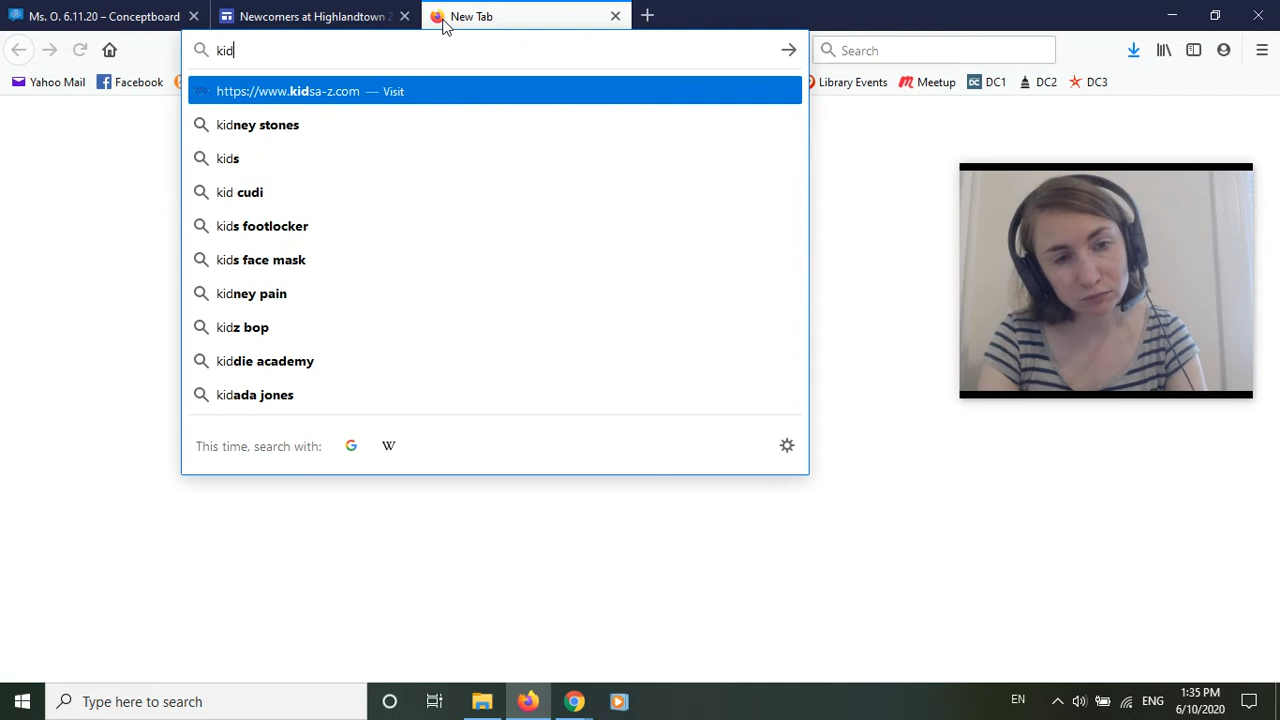 Ms. O. 6.11.20 – Conceptboard
Newcomers at Highlandtown 2
New Tab
kid
Search
Yahoo Mail
Facebook
Library Events
Meetup
DC1
DC2
DC3
https://www.kidsa-z.com — Visit
kidney stones
kids
kid cudi
kids footlocker
kids face mask
kidney pain
kidz bop
kiddie academy
kidada jones
This time, search with:
G
W
Type here to search
EN
ENG
1:35 PM
6/10/2020